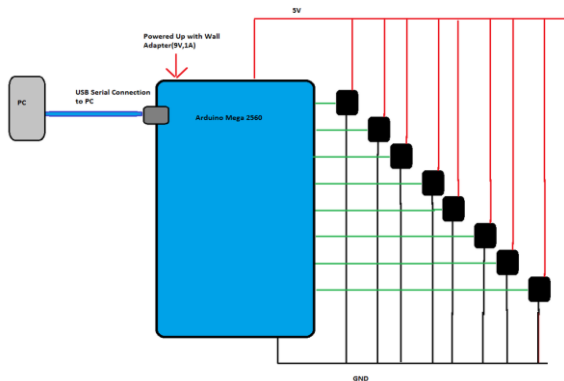 5V
Powered Up with Wall
Adapter(9V,1A)
USB Serial Connection
to PC
PC
Arduino Mega 2560
GND